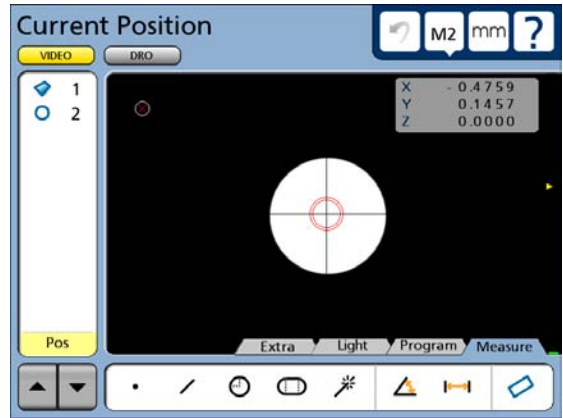 Current Position
M2 mm ?
VIDEO DRO
1
2
X - 0.4759
Y 0.1457
Z 0.0000
Pos
Extra Light Program Measure